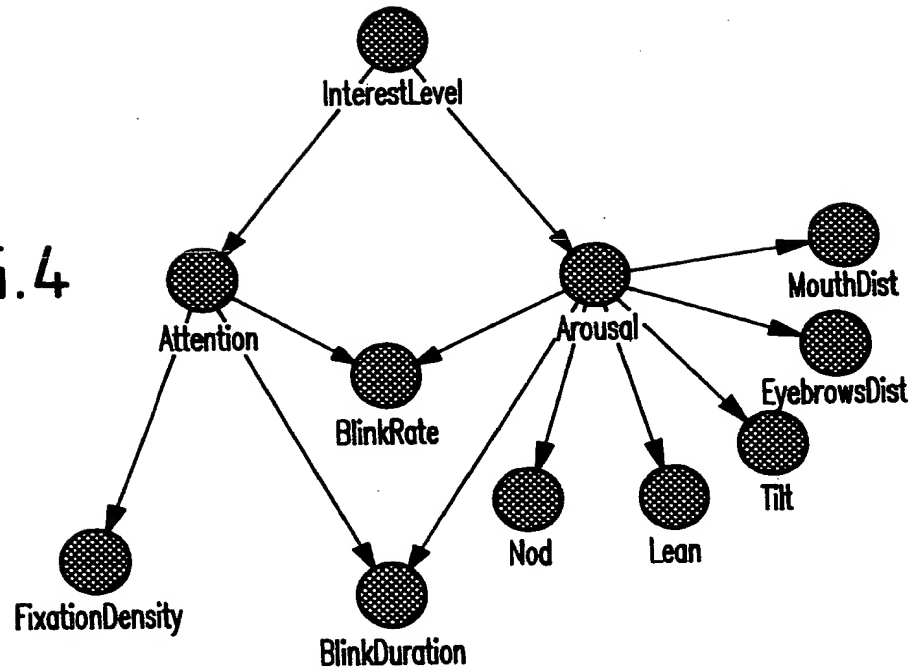 InterestLevel
.4
MouthDist
Attention
Arousal
EyebrowsDist
BlinkRate
Tilt
Nod
Lean
FixationDensity
BlinkDuration